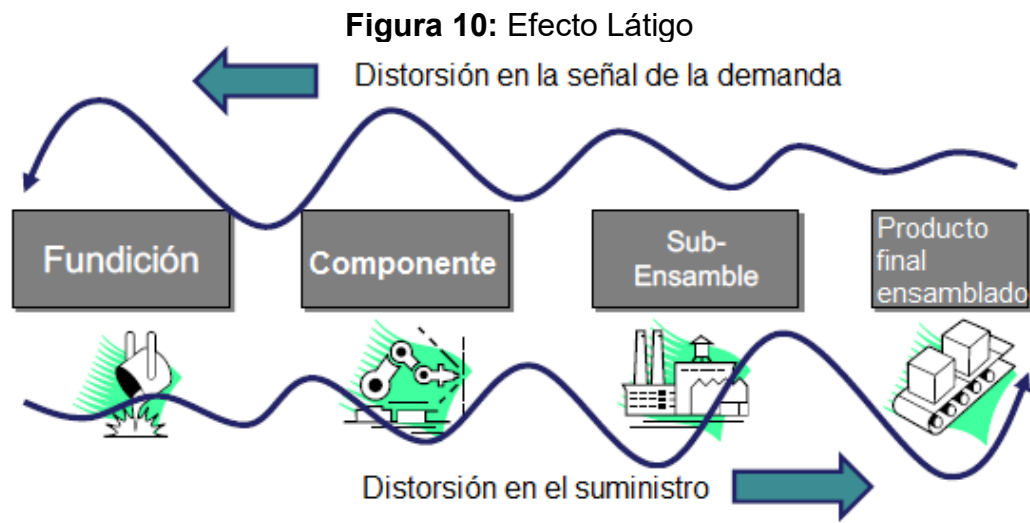 Figura 10: Efecto Látigo
Distorsión en la señal de la demanda
Fundición
Componente
Sub-
Ensamble
Producto
final
ensamblado
Distorsión en el suministro